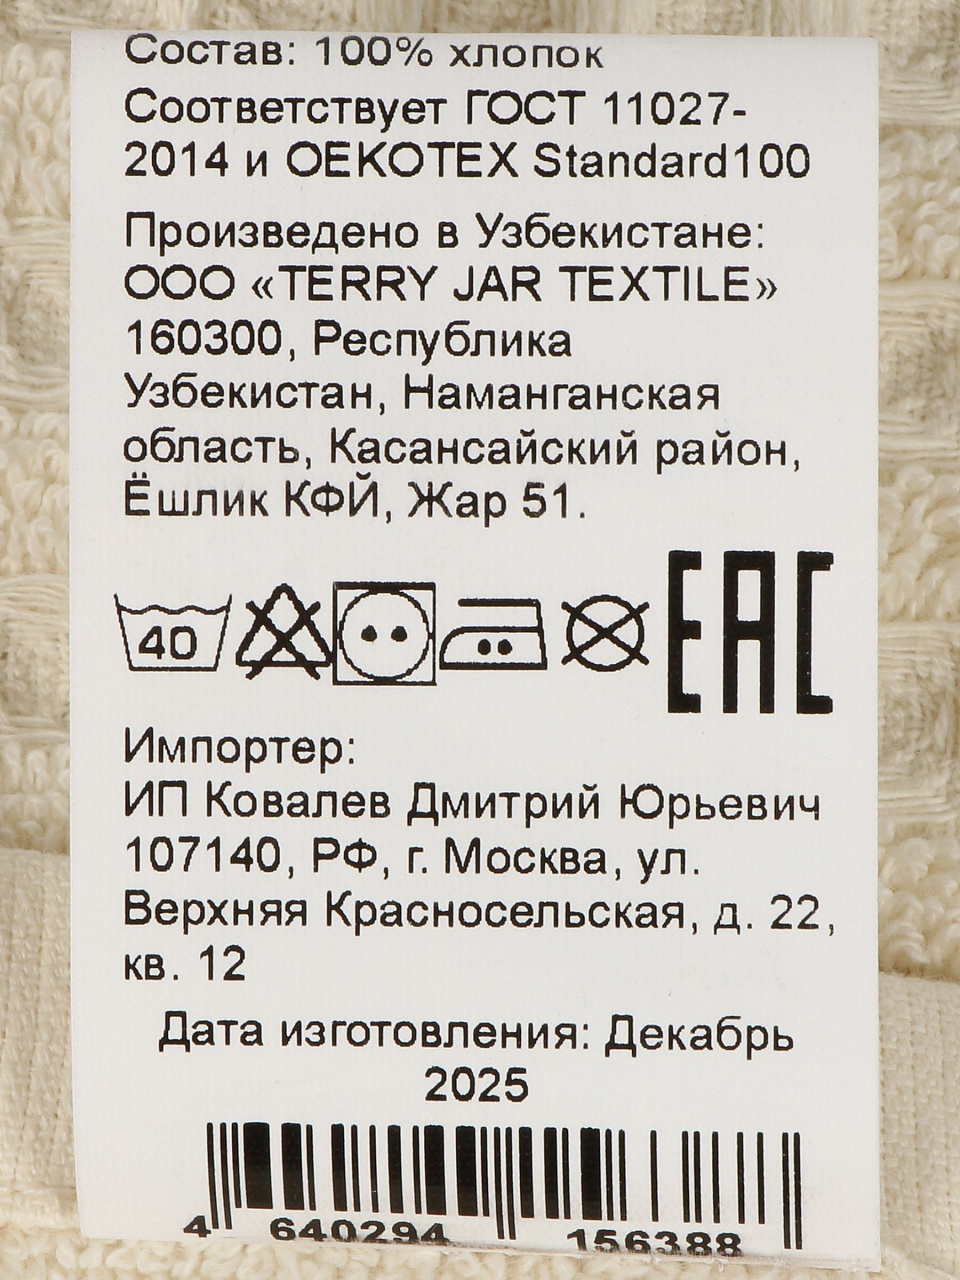 Состав: 100% хлопок
Соответствует ГОСТ 11027-
2014 и OEKOTEX Standard100
Произведено в Узбекистане:
ООО «TERRY JAR TEXTILE»
160300, Республика
Узбекистан, Наманганская
область, Касансайский район,
Ёшлик КФЙ, Жар 51.
40 EAC
Импортер:
ИП Ковалев Дмитрий Юрьевич
107140, РФ, г. Москва, ул.
Верхняя Красносельская, д. 22,
кв. 12
Дата изготовления: Декабрь
2025
4 640294 156388